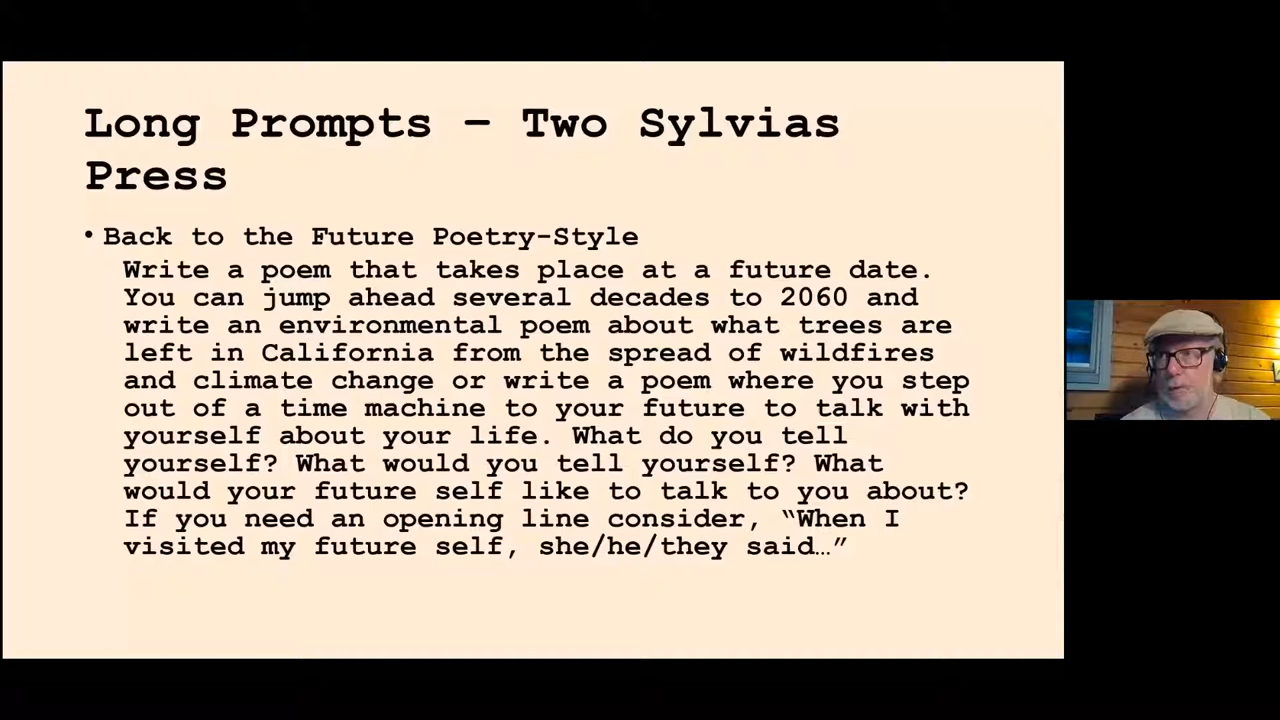 Long Prompts – Two Sylvias
Press
• Back to the Future Poetry-Style
Write a poem that takes place at a future date.
You can jump ahead several decades to 2060 and
write an environmental poem about what trees are
left in California from the spread of wildfires
and climate change or write a poem where you step
out of a time machine to your future to talk with
yourself about your life. What do you tell
yourself? What would you tell yourself? What
would your future self like to talk to you about?
If you need an opening line consider, “When I
visited my future self, she/he/they said…”